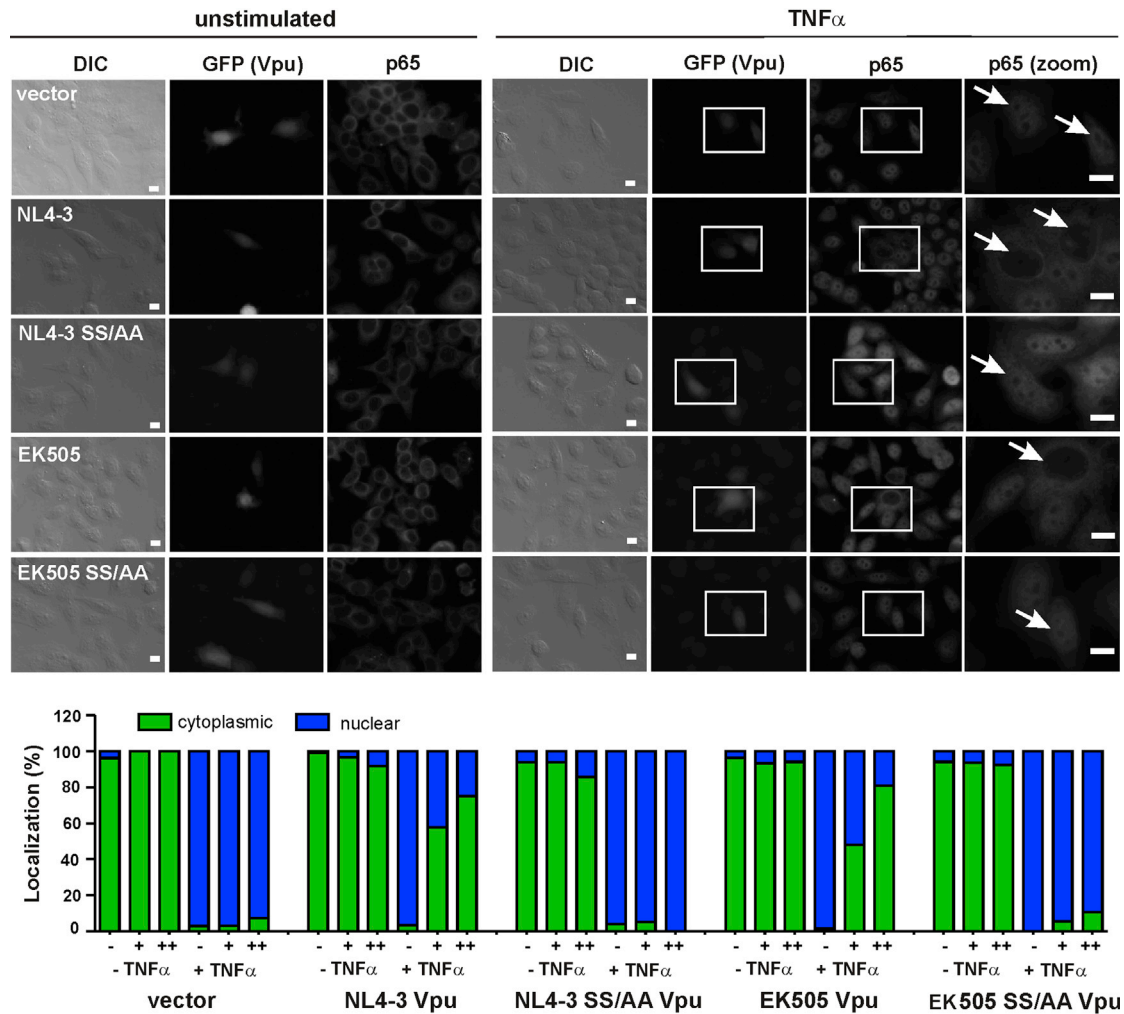 unstimulated TNFα
DIC GFP (Vpu) p65 DIC GFP (Vpu) p65 p65 (zoom)
vector
NL4-3
NL4-3 SS/AA
EK505
EK505 SS/AA
120 cytoplasmic nuclear
100
80
60
40
20
0
Localization (%)
- + ++ - + ++ - + ++ - + ++ - + ++ - + ++ - + ++ - + ++ - + ++ - + ++
- TNFα + TNFα - TNFα + TNFα - TNFα + TNFα - TNFα + TNFα - TNFα + TNFα
vector NL4-3 Vpu NL4-3 SS/AA Vpu EK505 Vpu EK505 SS/AA Vpu